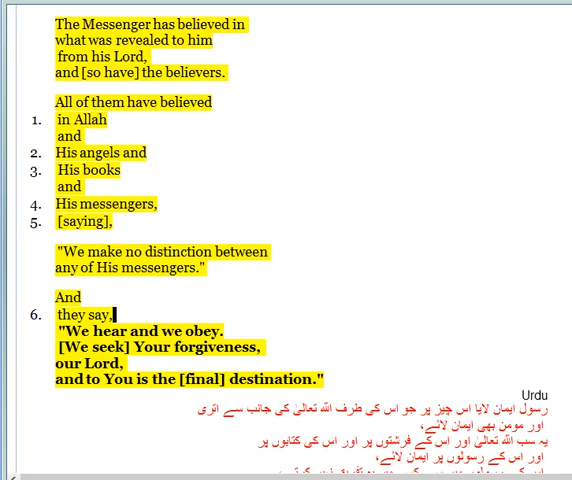 The Messenger has believed in
what was revealed to him
from his Lord,
and [so have] the believers.
All of them have believed
1. in Allah
and
2. His angels and
3. His books
and
4. His messengers,
5. [saying],
"We make no distinction between
any of His messengers."
And
6. they say,
"We hear and we obey.
[We seek] Your forgiveness,
our Lord,
and to You is the [final] destination."
Urdu
رسول ایمان لایا اس چیز پر جو اس کی طرف اللہ تعالیٰ کی جانب سے اتری
اور مومن بھی ایمان لائے،
یہ سب اللہ تعالیٰ اور اس کے فرشتوں پر اور اس کی کتابوں پر
اور اس کے رسولوں پر ایمان لائے،